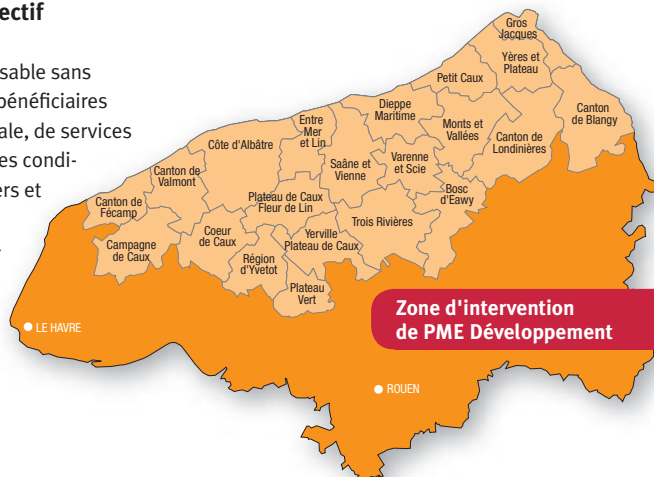 ectif
sable sans
bénéficiaires
ale, de services
es condi-
ers et
Gros
Jacques
Yères et
Plateau
Petit Caux
Canton
de Blangy
Dieppe
Maritime
Entre
Mer
et Lin
Monts et
Vallées
Canton de
Londinières
Côte d'Albâtre
Saâne et
Vienne
Varenne
et Scie
Canton de
Valmont
Bosc
d'Eawy
Canton de
Fécamp
Plateau de Caux
Fleur de Lin
Trois Rivières
Campagne
de Caux
Coeur
de Caux
Yerville
Plateau de Caux
Région
d'Yvetot
Plateau
Vert
Zone d'intervention
de PME Développement
LE HAVRE
ROUEN